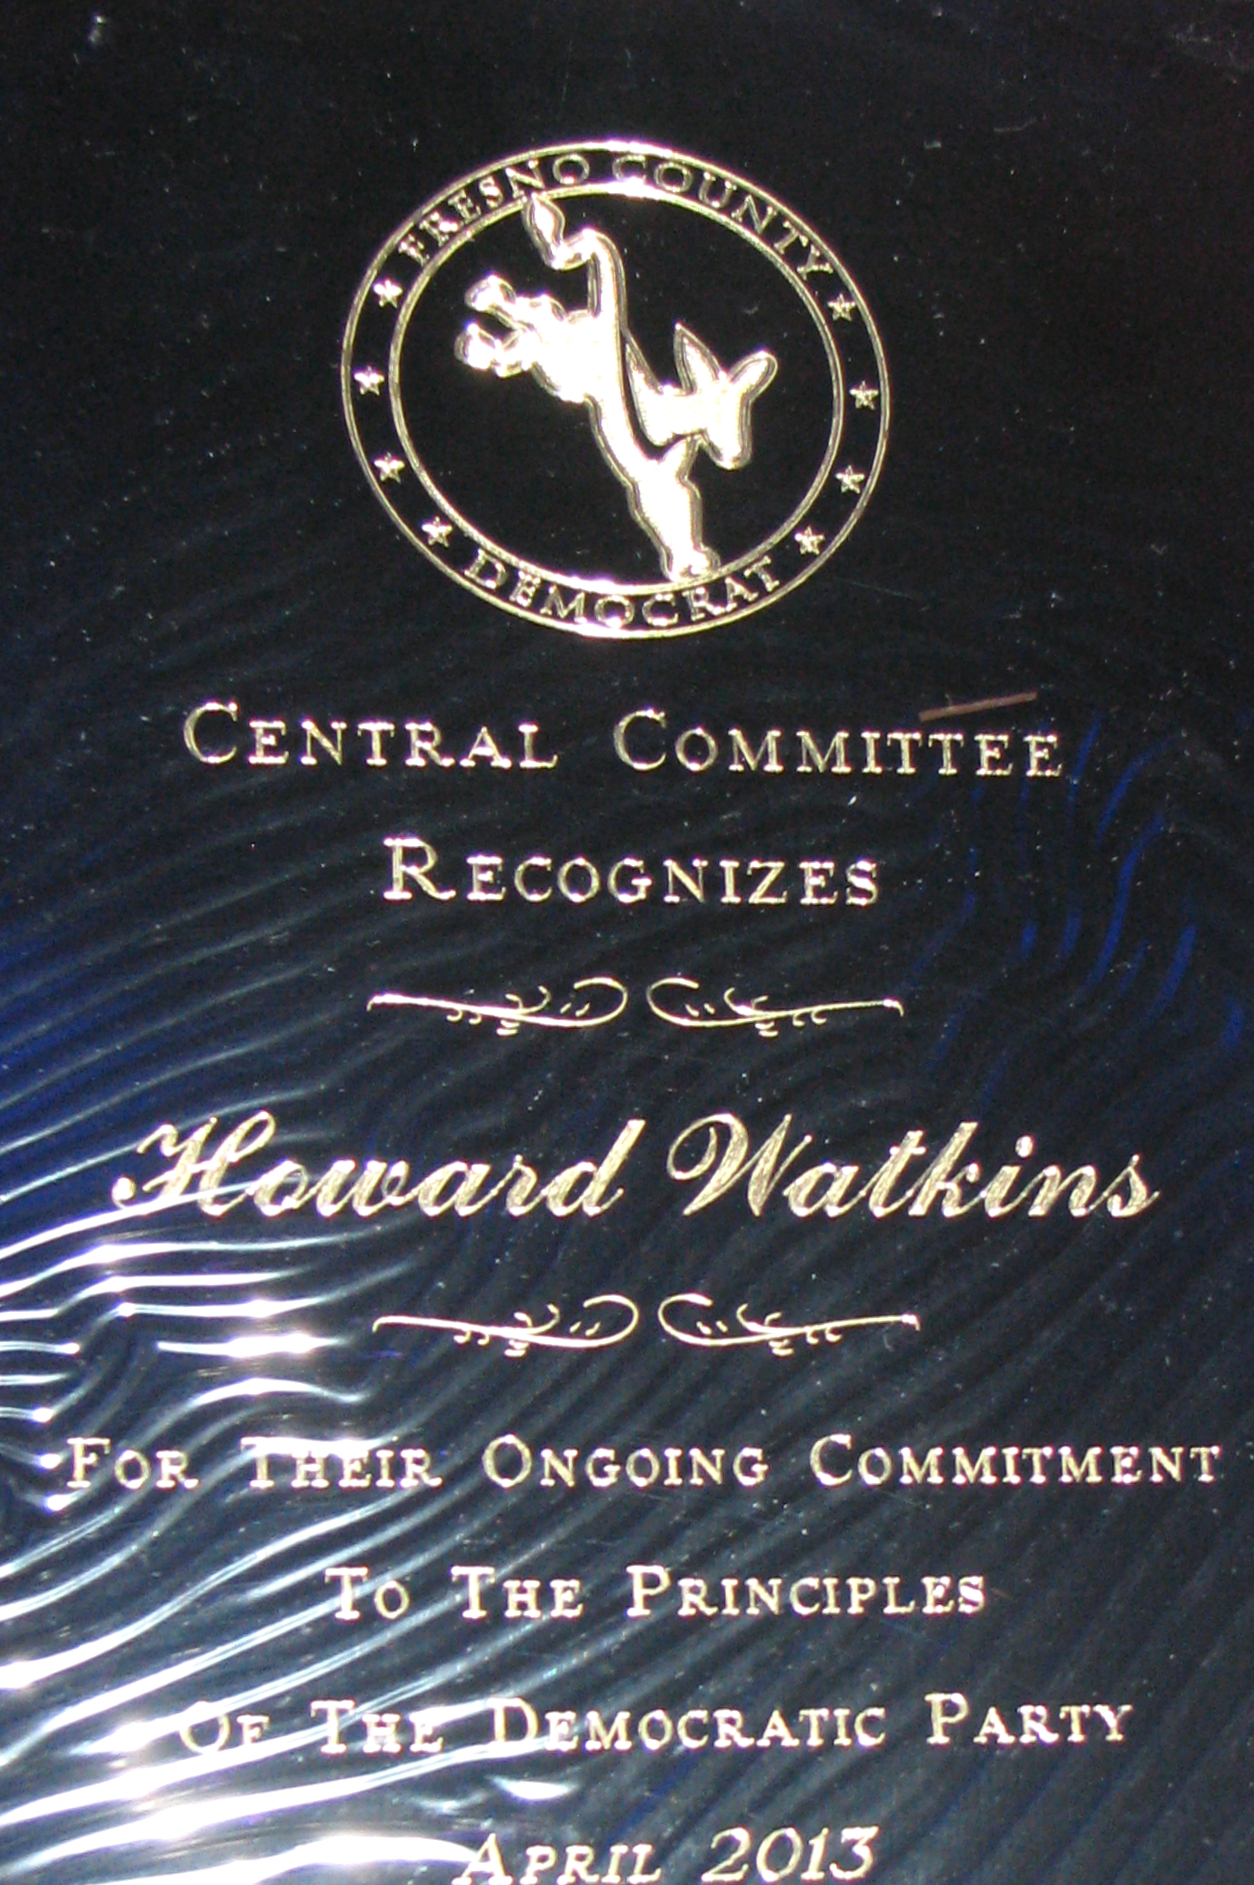 FRESNO COUNTY
DEMOCRAT
CENTRAL COMMITTEE
RECOGNIZES
Howard Watkins
FOR THEIR ONGOING COMMITMENT
TO THE PRINCIPLES
OF THE DEMOCRATIC PARTY
APRIL 2013